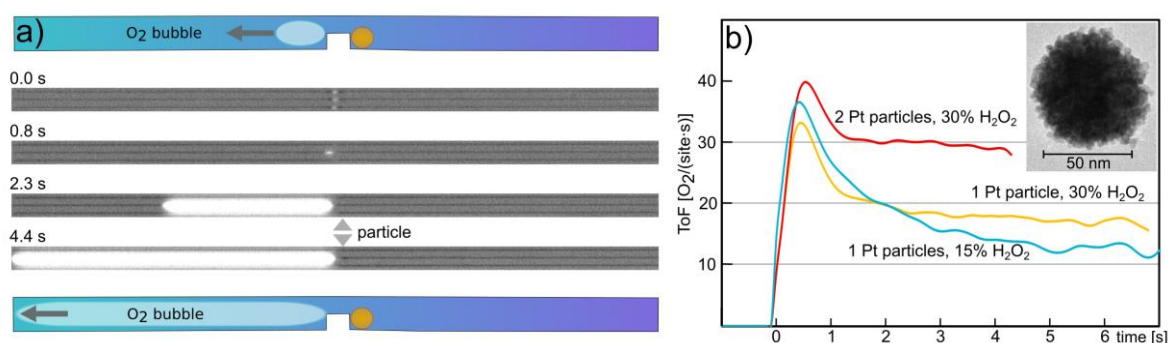 a)
O₂ bubble
0.0 s
0.8 s
2.3 s
particle
4.4 s
O₂ bubble
b)
ToF [O₂/(site·s)]
40
30
20
10
2 Pt particles, 30% H₂O₂
50 nm
1 Pt particle, 30% H₂O₂
1 Pt particles, 15% H₂O₂
0 1 2 3 4 5 6 time [s]